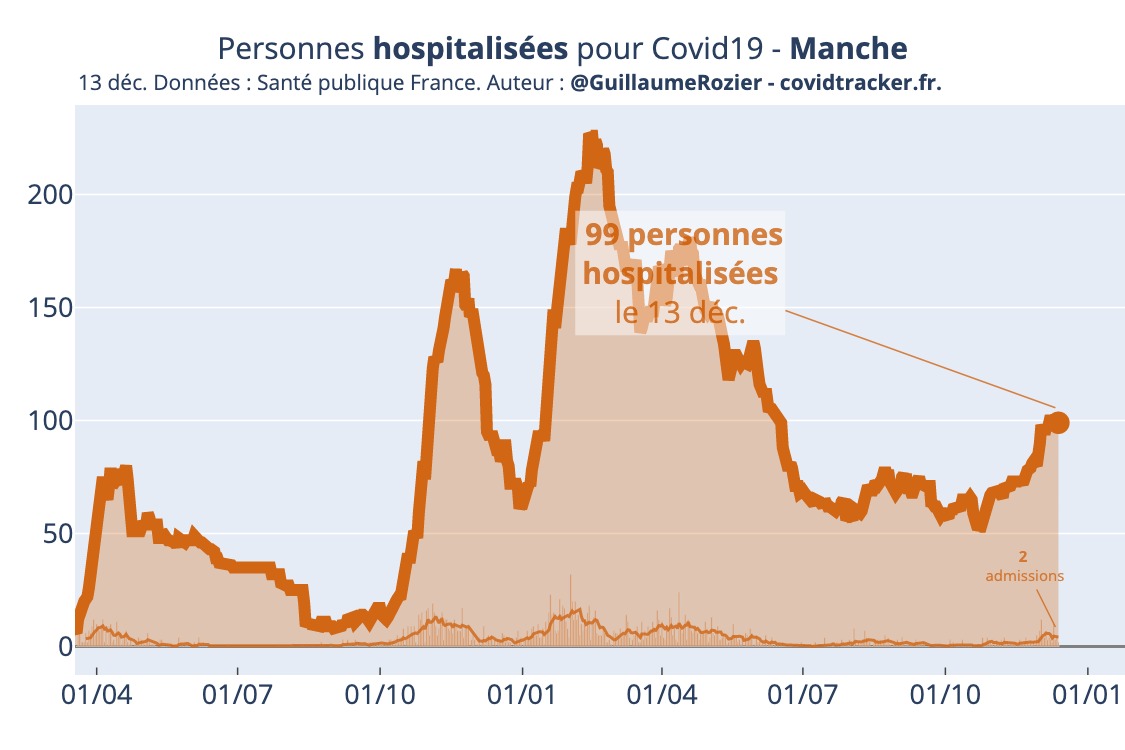 Personnes hospitalisées pour Covid19 - Manche
13 déc. Données : Santé publique France. Auteur : @GuillaumeRozier - covidtracker.fr.
200
150
100
50
0
99 personnes
hospitalisées
le 13 déc.
2
admissions
01/04 01/07 01/10 01/01 01/04 01/07 01/10 01/01